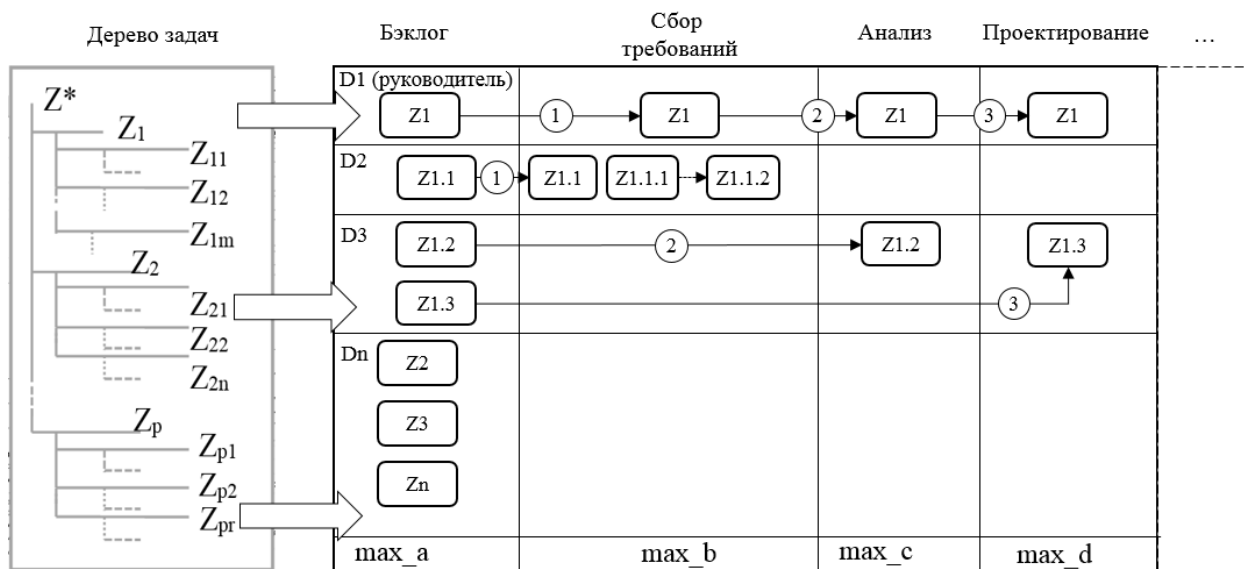 Дерево задач
Бэклог
Сбор
требований
Анализ
Проектирование
...
Z*
Z1
Z11
Z12
Z1m
Z2
Z21
Z22
Z2n
Zp
Zp1
Zp2
Zpr
D1 (руководитель)
Z1
1
Z1
2
Z1
3
Z1
D2
Z1.1
1
Z1.1
Z1.1.1
Z1.1.2
D3
Z1.2
2
Z1.2
Z1.3
Z1.3
3
Dn
Z2
Z3
Zn
max_a
max_b
max_c
max_d